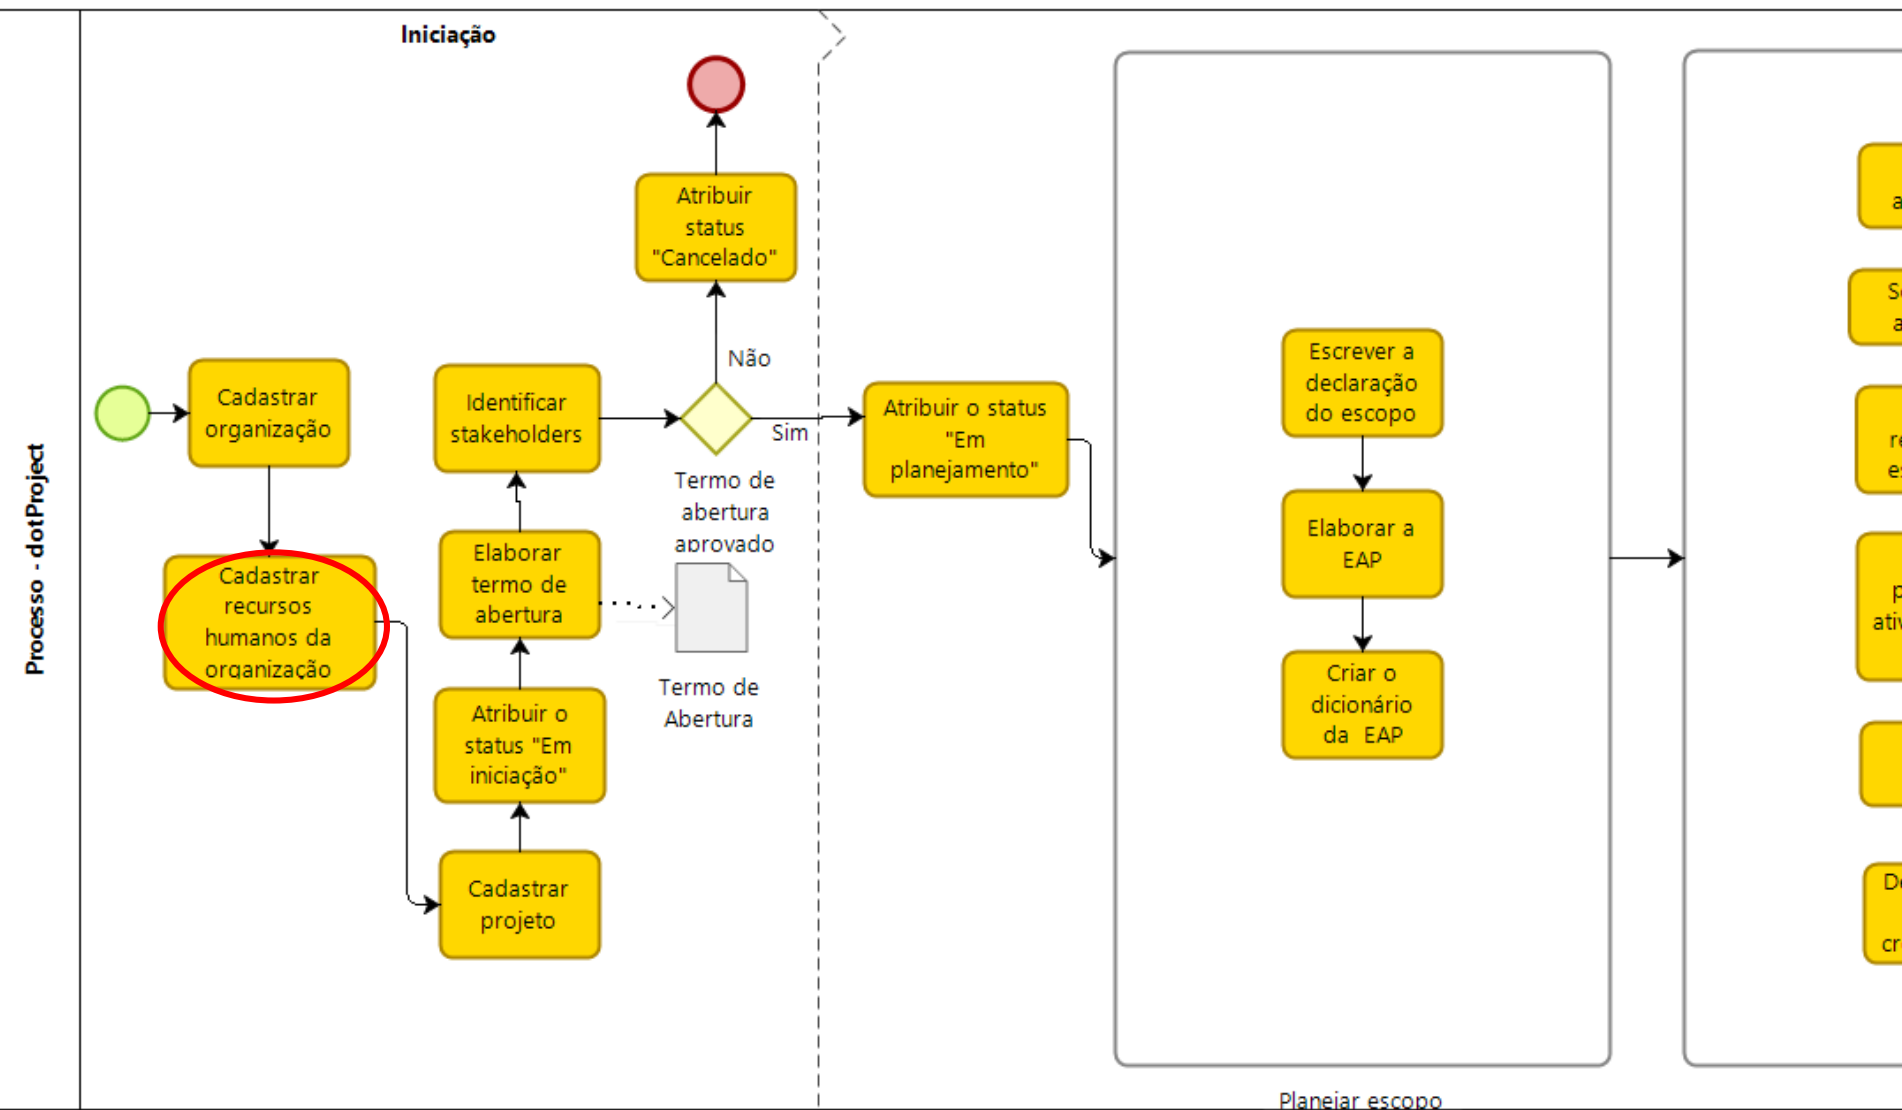 Processo - dotProject
Iniciação
Cadastrar
organização
Cadastrar
recursos
humanos da
organização
Cadastrar
projeto
Atribuir o
status "Em
iniciação"
Elaborar
termo de
abertura
Termo de
Abertura
Identificar
stakeholders
Termo de
abertura
aprovado
Não
Sim
Atribuir
status
"Cancelado"
Atribuir o status
"Em
planejamento"
Escrever a
declaração
do escopo
Elaborar a
EAP
Criar o
dicionário
da EAP
Planejar escopo